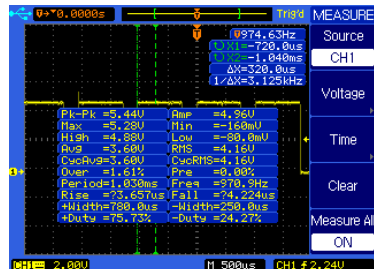 0.0000s Trig'd MEASURE
974.63Hz
X1=-720.0us
X2=-1.040ms
ΔX=320.0us
1/ΔX=3.125kHz
Source
CH1
Voltage
Time
Clear
Measure All
ON
Pk-Pk =5.44V Amp =4.96V
Max =5.28V Min =-160mV
High =4.88V Low =-80.0mV
Avg =3.60V RMS =4.16V
CycAvg=3.60V CycRMS=4.16V
Over =1.61% Pre =0.00%
Period=1.030ms Freq =970.9Hz
Rise =?3.657us Fall =?4.224us
+Width=780.0us -Width=250.0us
+Duty =75.73% -Duty =24.27%
CH1 2.00V M 500us CH1 2.24V